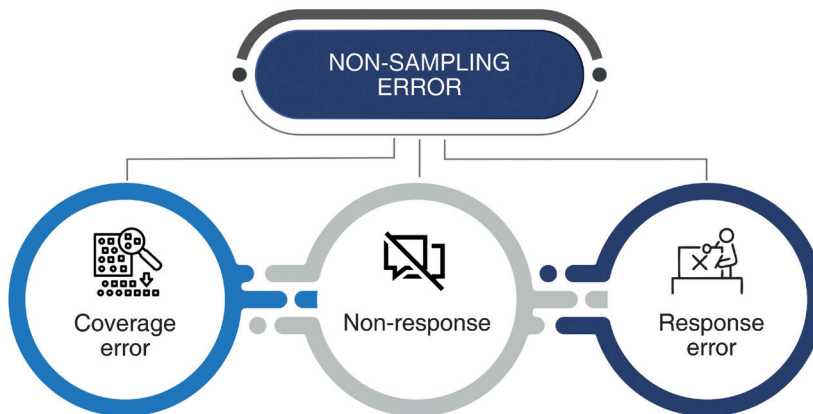 NON-SAMPLING
ERROR
Coverage
error
Non-response
Response
error